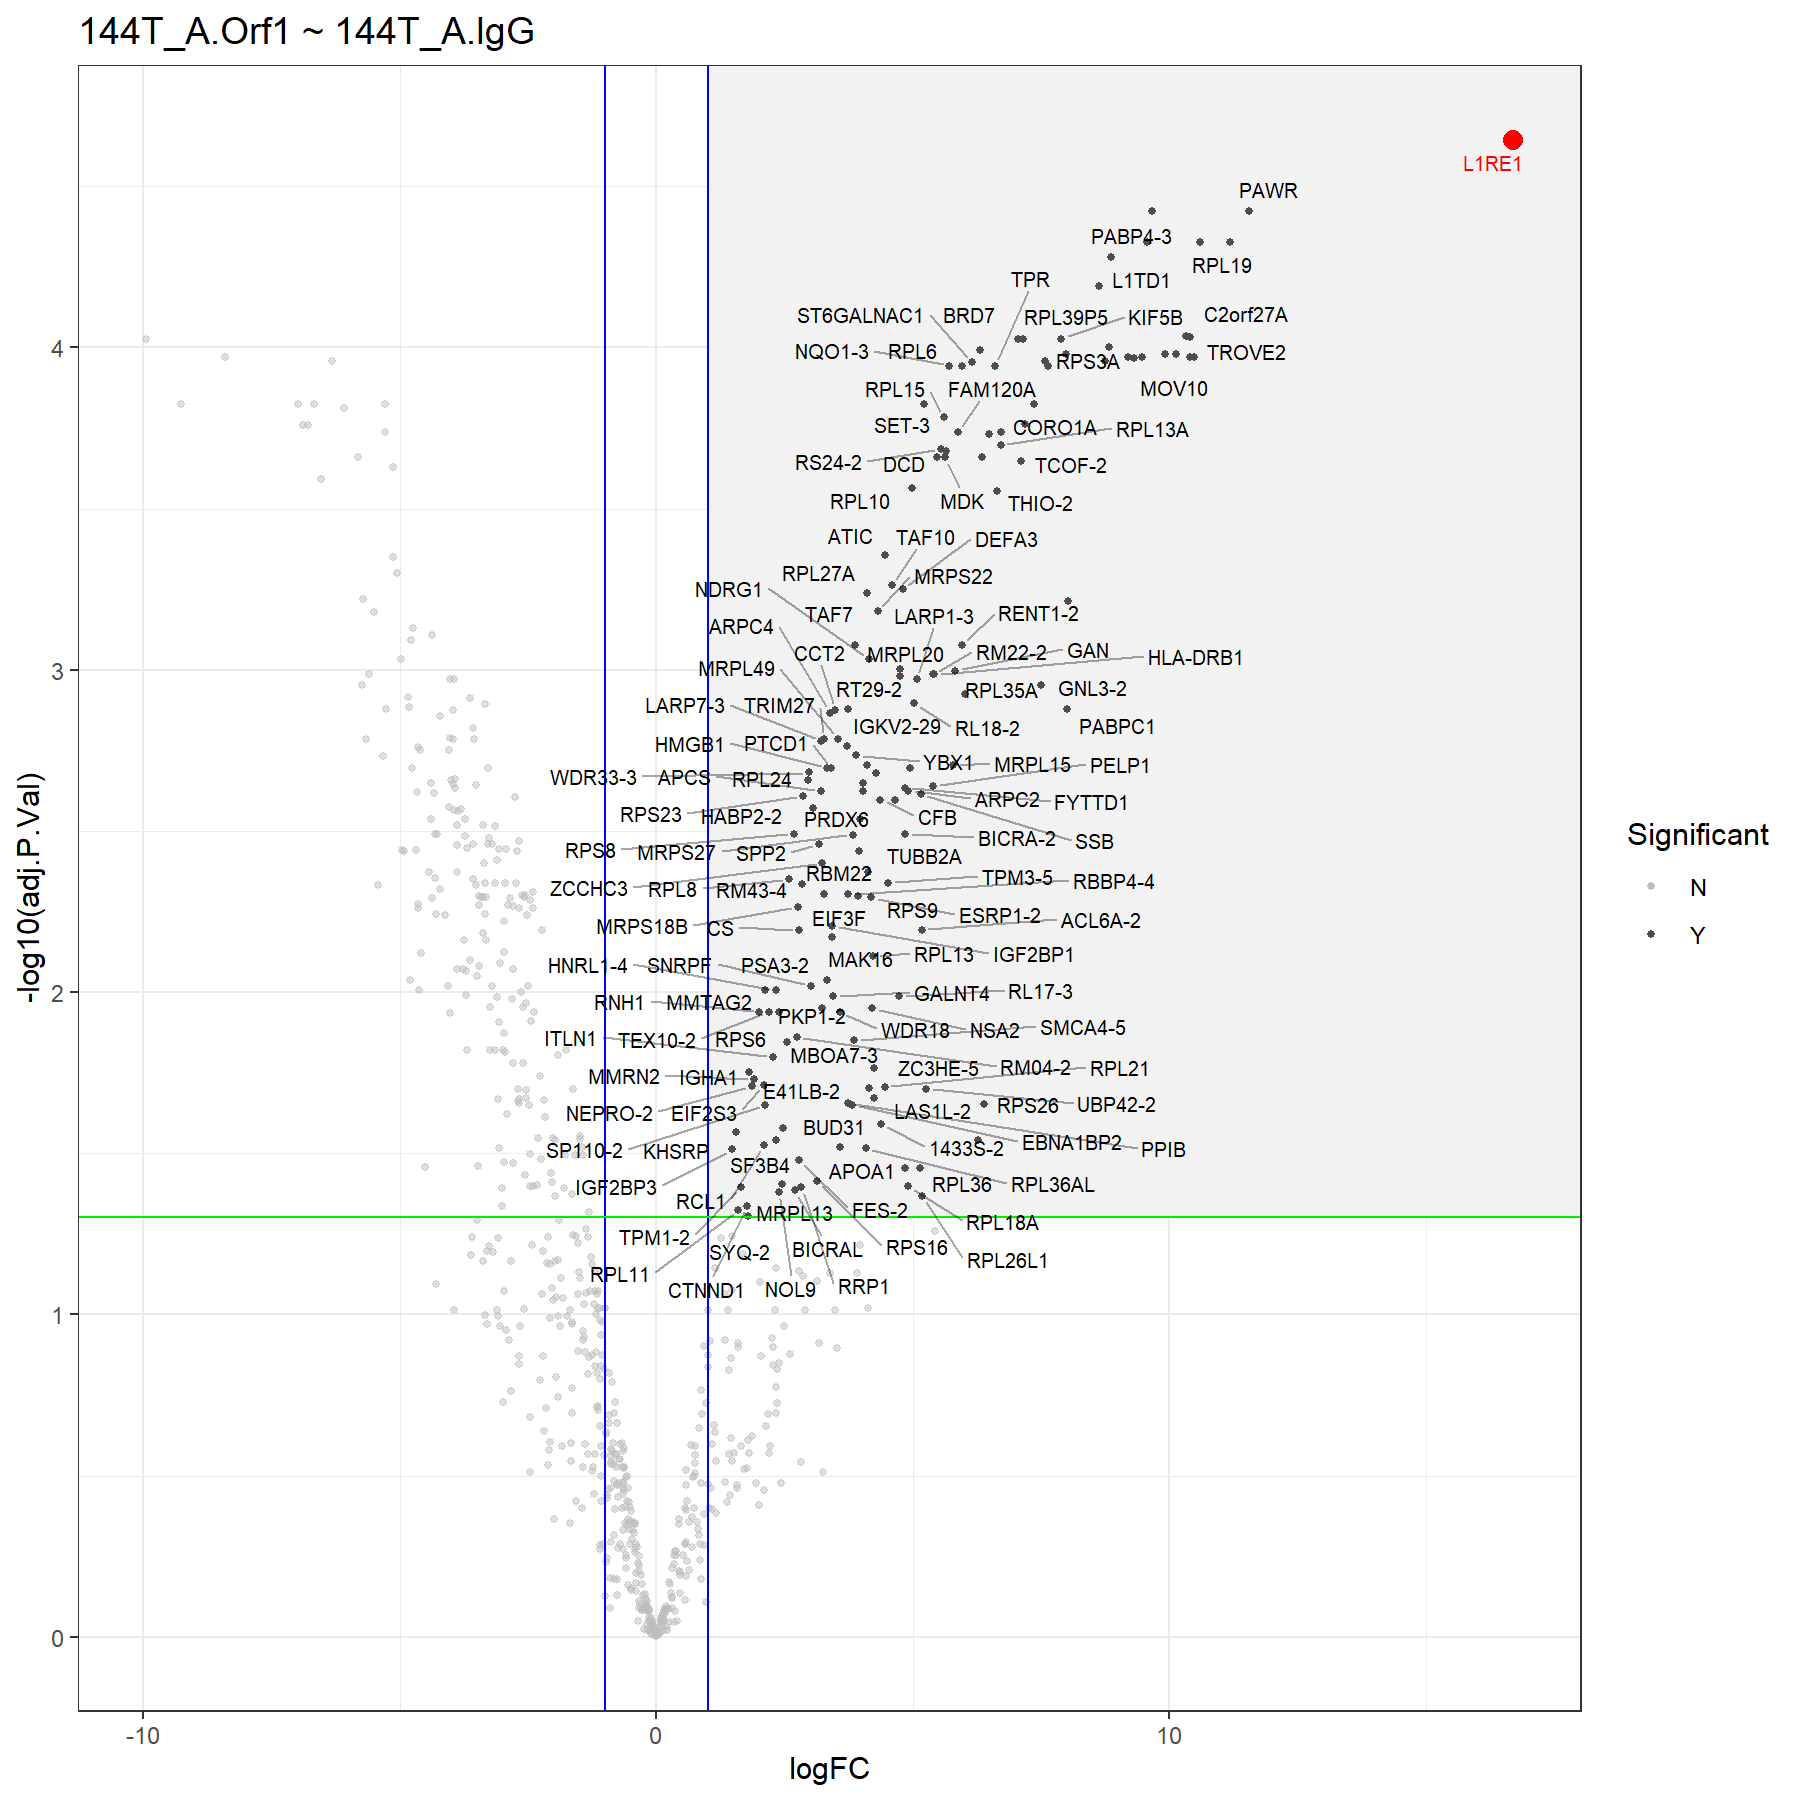 144T_A.Orf1 ~ 144T_A.IgG
L1RE1
PAWR
PABP4-3
RPL19
TPR
L1TD1
ST6GALNAC1
BRD7
RPL39P5
KIF5B
C2orf27A
NQO1-3
RPL6
RPS3A
TROVE2
RPL15
FAM120A
MOV10
SET-3
CORO1A
RPL13A
RS24-2
DCD
TCOF-2
RPL10
MDK
THIO-2
ATIC
TAF10
DEFA3
RPL27A
MRPS22
NDRG1
TAF7
LARP1-3
RENT1-2
ARPC4
CCT2
MRPL20
RM22-2
GAN
HLA-DRB1
MRPL49
RT29-2
RPL35A
GNL3-2
LARP7-3
TRIM27
IGKV2-29
RL18-2
PABPC1
HMGB1
PTCD1
YBX1
MRPL15
PELP1
WDR33-3
APCS
RPL24
ARPC2
FYTTD1
RPS23
HABP2-2
PRDX6
CFB
BICRA-2
SSB
RPS8
MRPS27
SPP2
TUBB2A
ZCCHC3
RPL8
RM43-4
RBM22
TPM3-5
RBBP4-4
MRPS18B
CS
EIF3F
RPS9
ESRP1-2
ACL6A-2
HNRL1-4
SNRPF
PSA3-2
MAK16
RPL13
IGF2BP1
RNH1
MMTAG2
PKP1-2
GALNT4
RL17-3
ITLN1
TEX10-2
RPS6
WDR18
NSA2
SMCA4-5
MBOA7-3
MMRN2
IGHA1
E41LB-2
ZC3HE-5
RM04-2
RPL21
NEPRO-2
EIF2S3
LAS1L-2
RPS26
UBP42-2
SP110-2
KHSRP
BUD31
1433S-2
EBNA1BP2
PPIB
IGF2BP3
SF3B4
APOA1
RPL36
RPL36AL
RCL1
MRPL13
FES-2
RPL18A
TPM1-2
SYQ-2
BICRAL
RPS16
RPL26L1
RPL11
CTNND1
NOL9
RRP1
4
3
2
1
0
-log10(adj.P.Val)
-10
0
10
logFC
Significant
N
Y